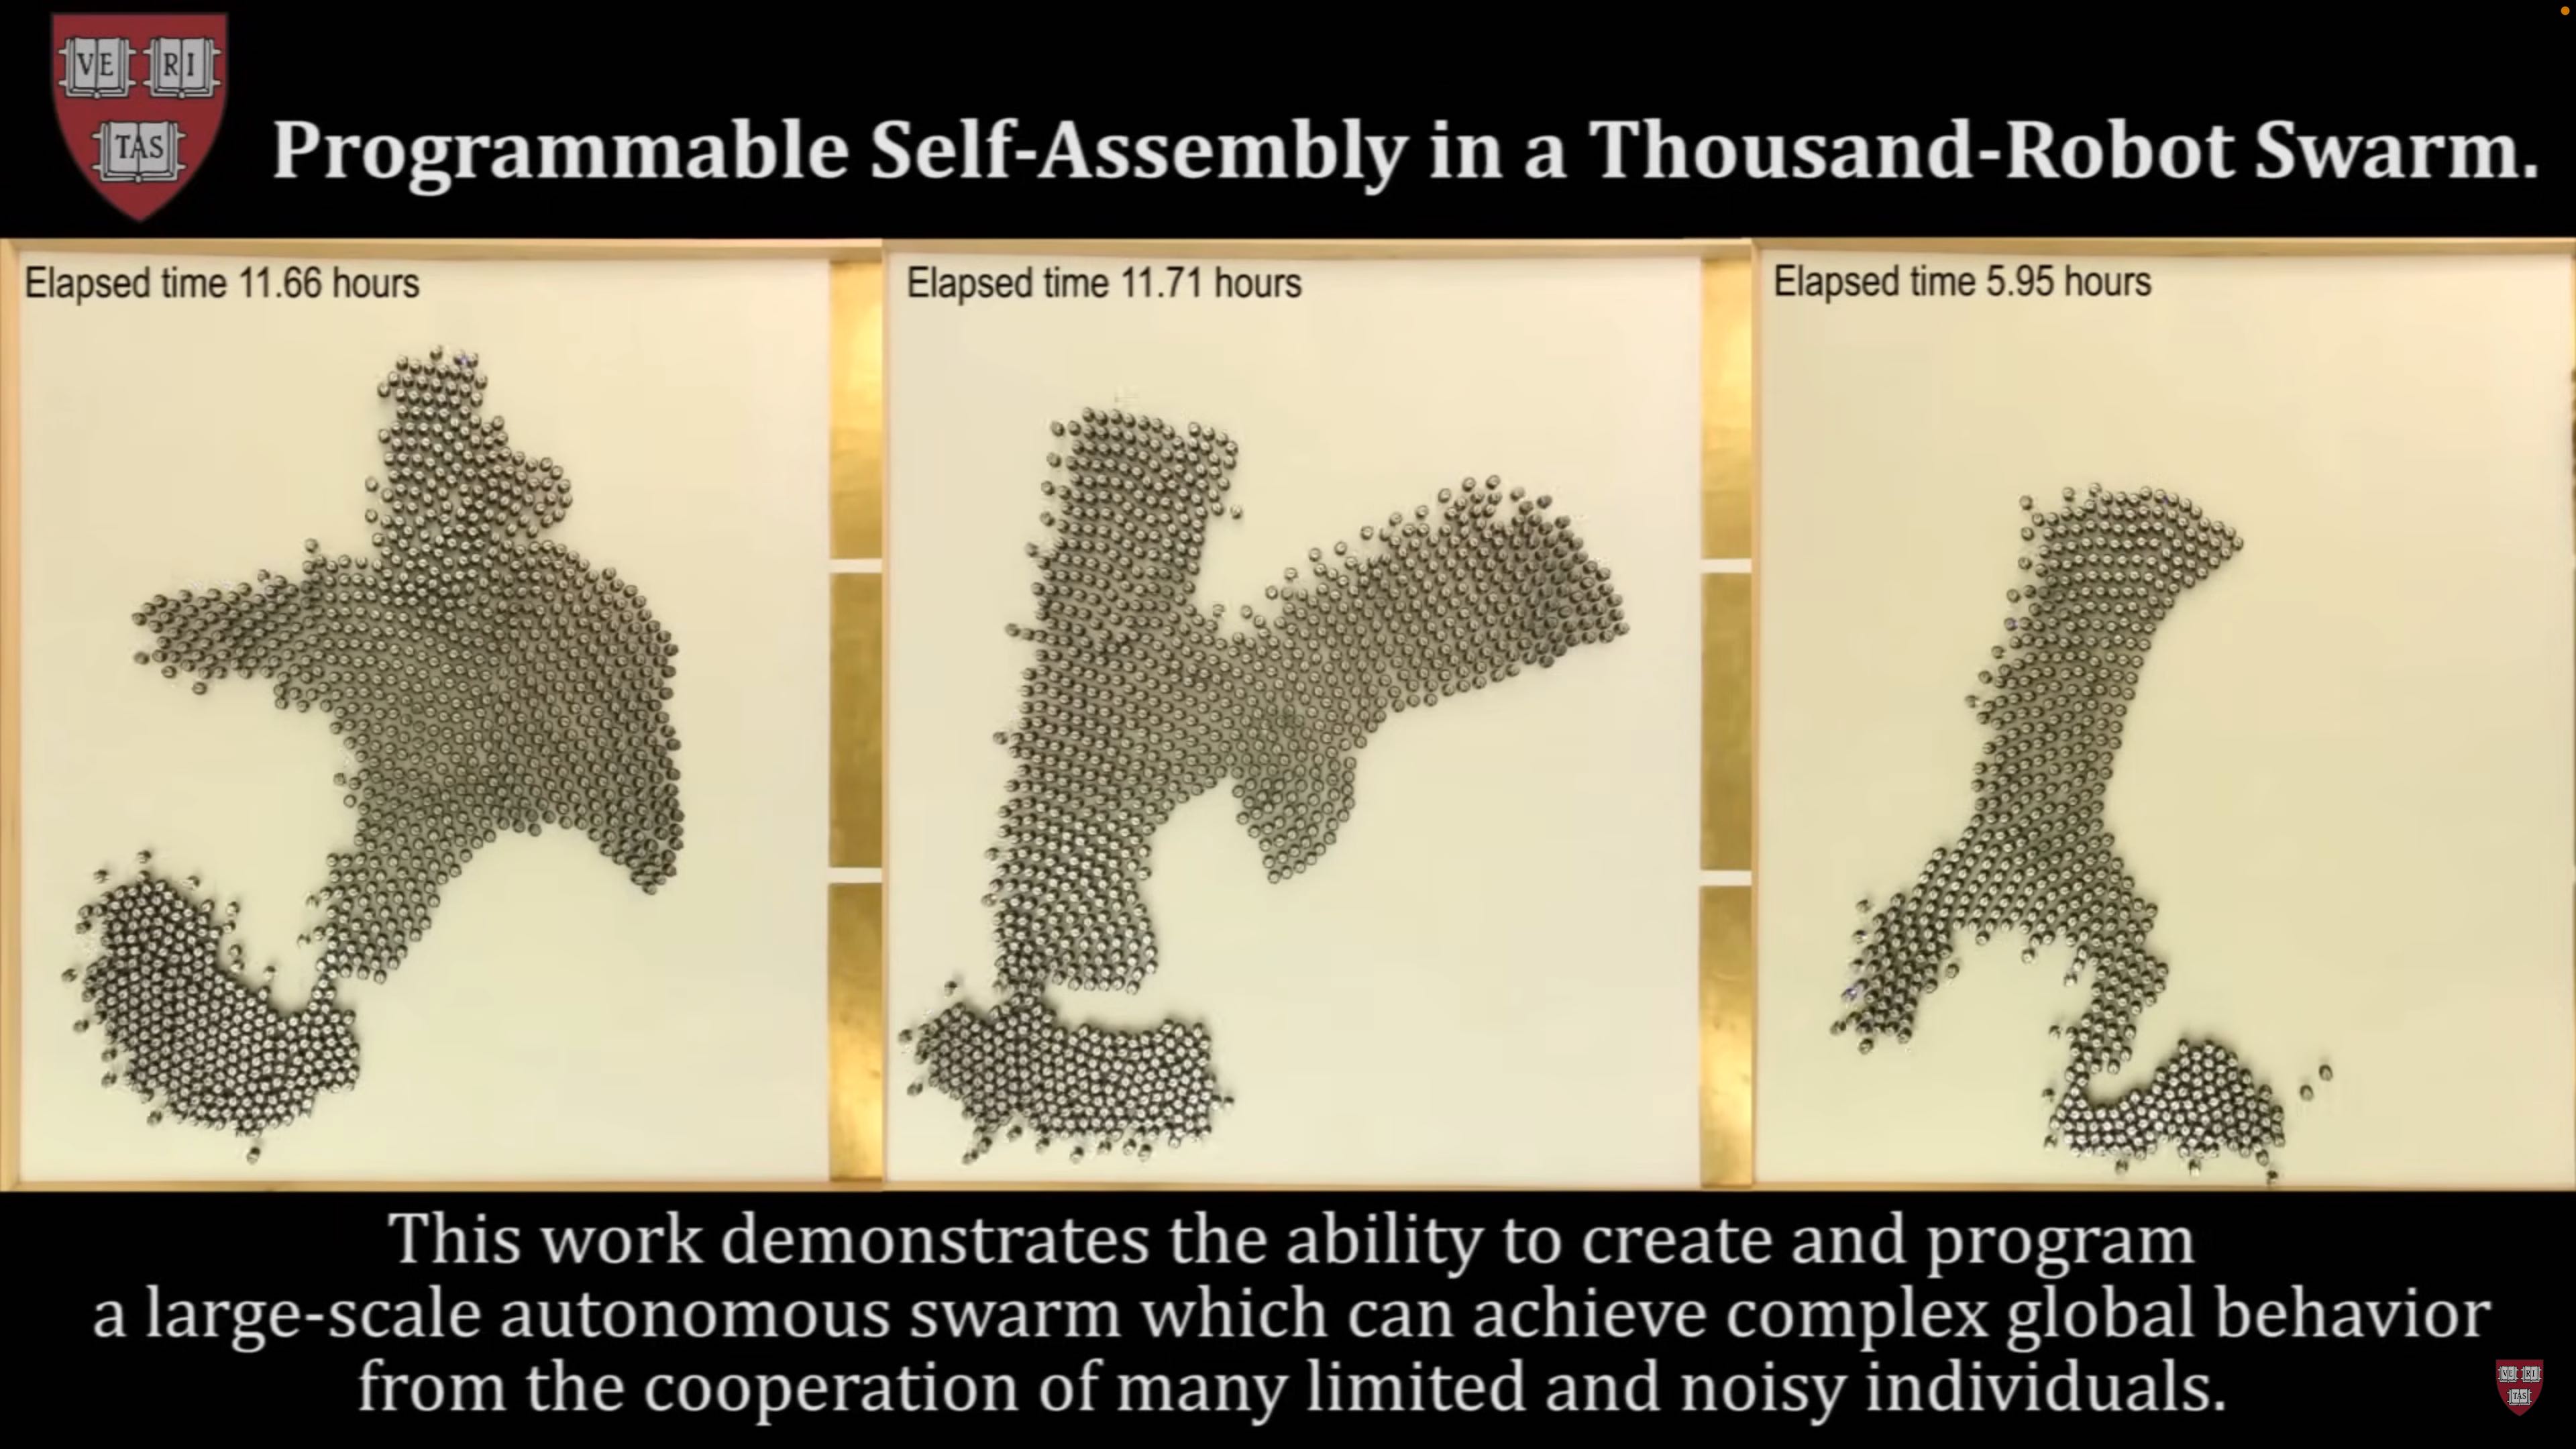 VE RI
TAS
Programmable Self-Assembly in a Thousand-Robot Swarm.
Elapsed time 11.66 hours
Elapsed time 11.71 hours
Elapsed time 5.95 hours
This work demonstrates the ability to create and program
a large-scale autonomous swarm which can achieve complex global behavior
from the cooperation of many limited and noisy individuals.
VE RI
TAS